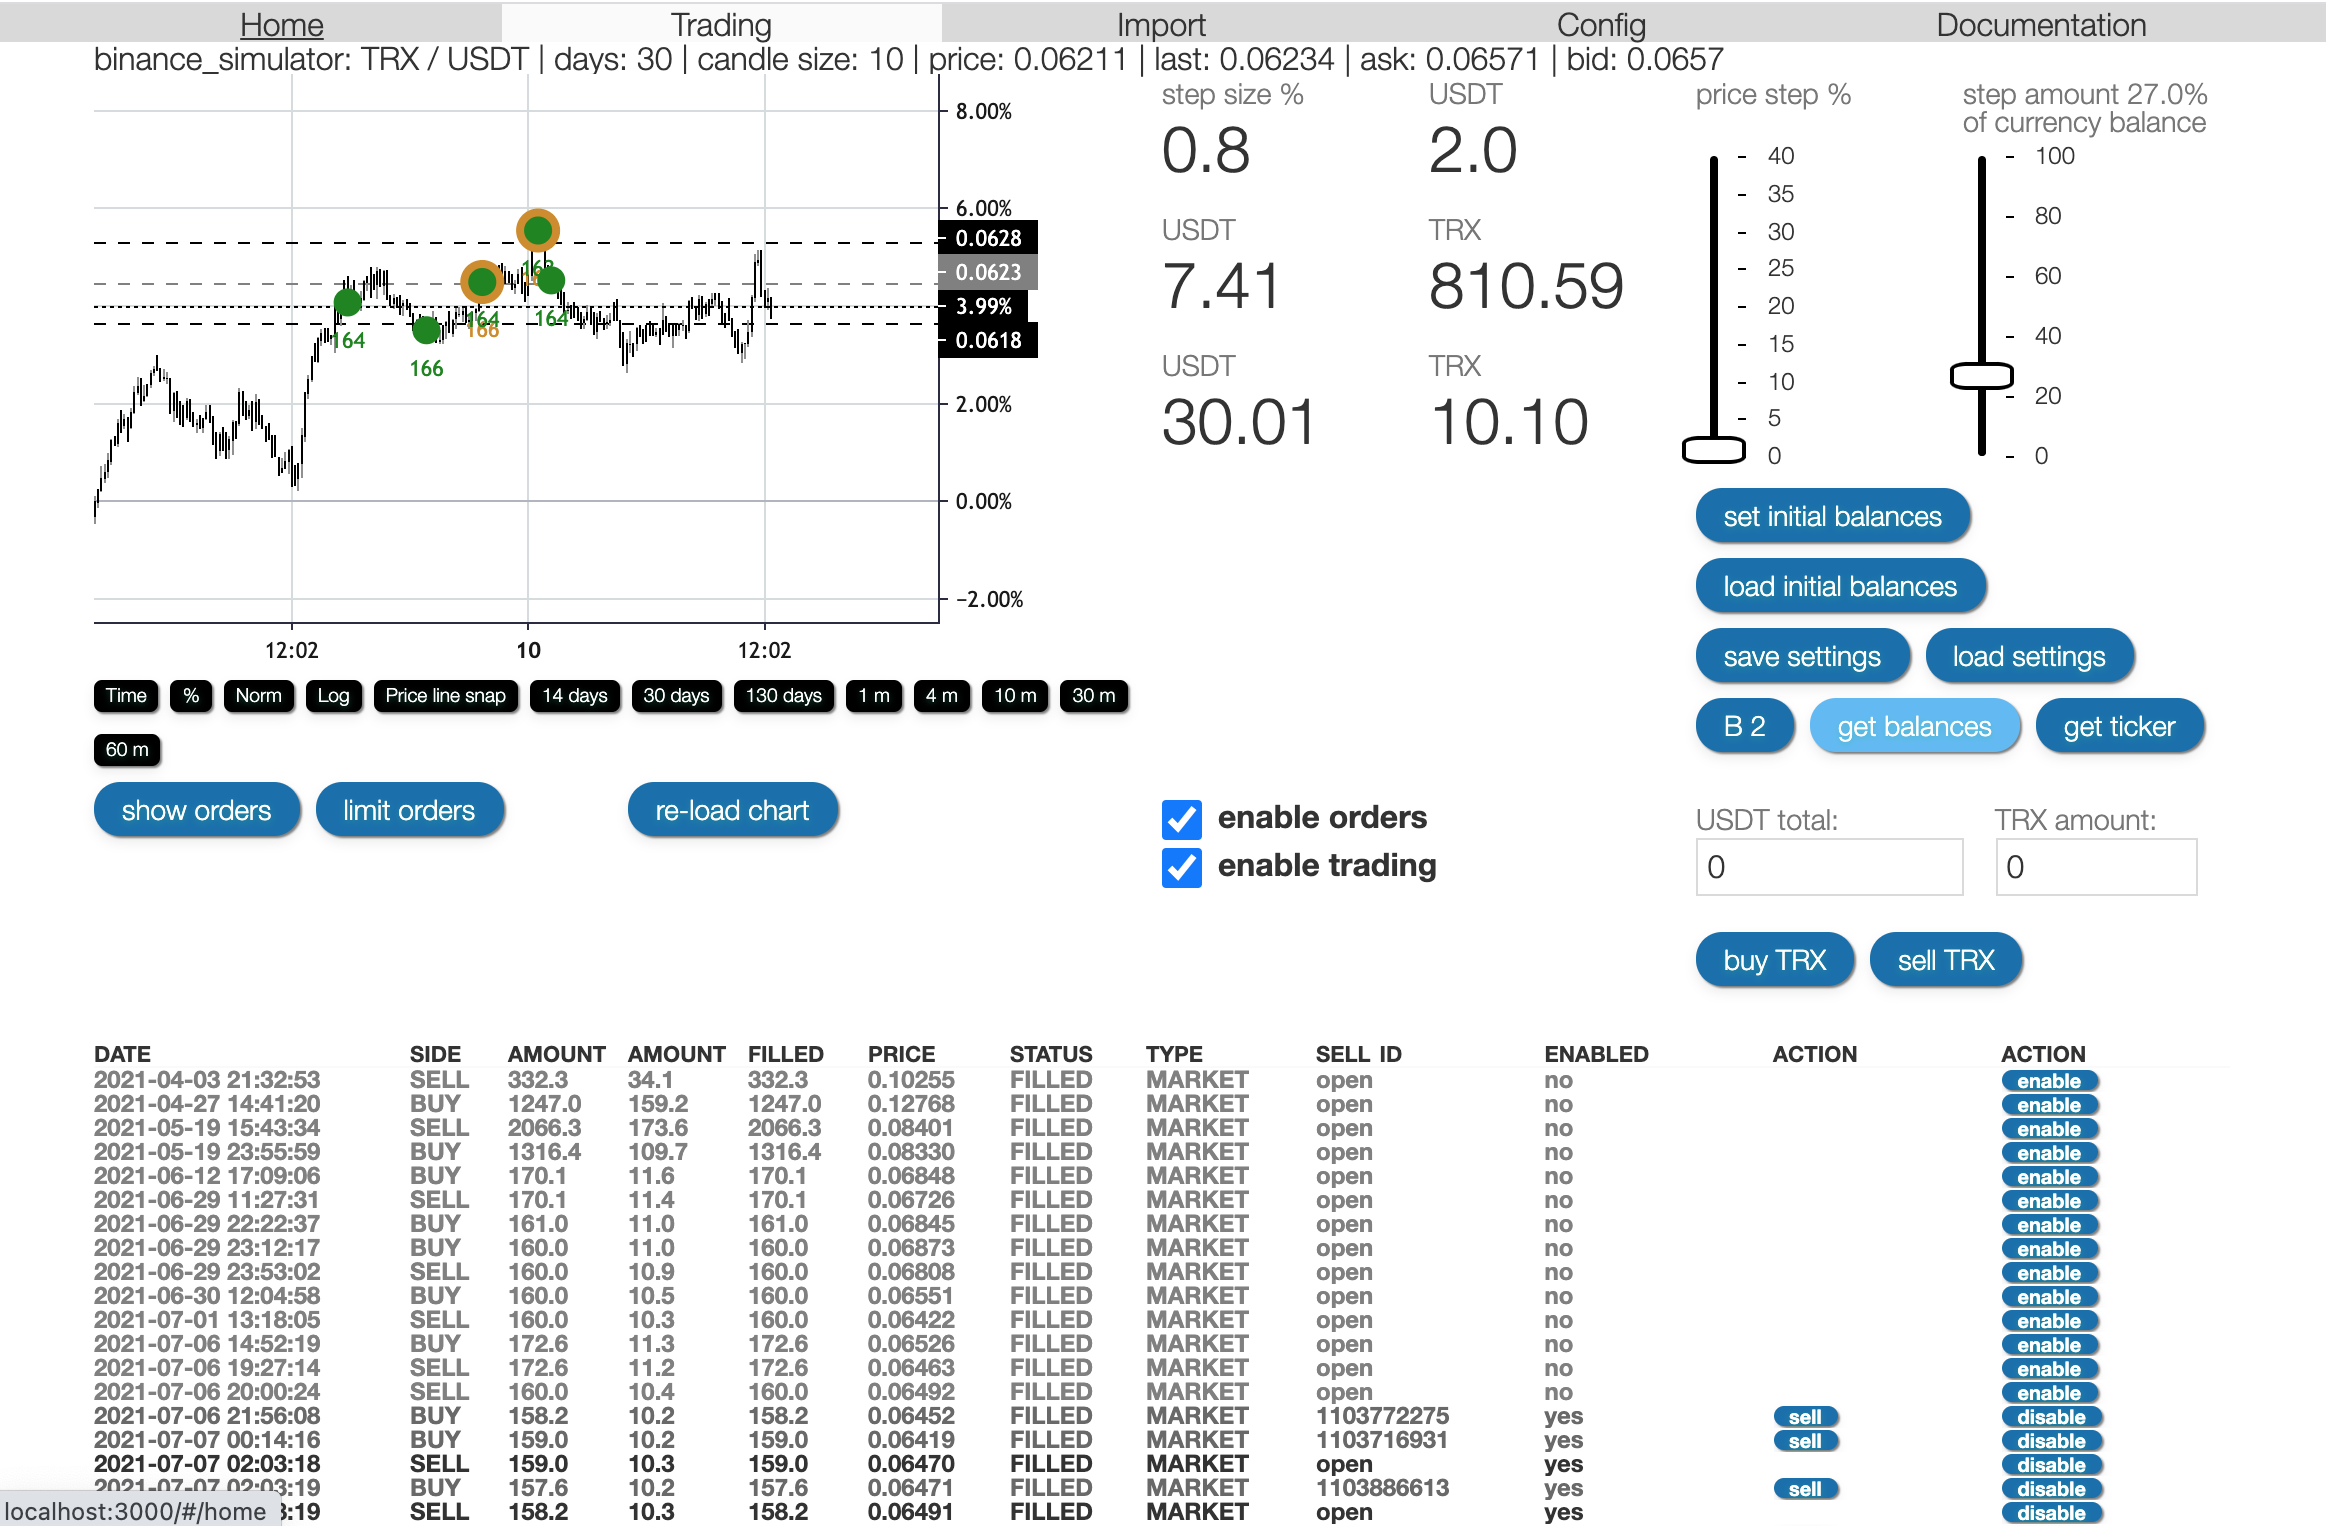 Home Trading Import Config Documentation
binance_simulator: TRX / USDT | days: 30 | candle size: 10 | price: 0.06211 | last: 0.06234 | ask: 0.06571 | bid: 0.0657
8.00%
6.00%
0.0628
0.0623
3.99%
0.0618
2.00%
0.00%
−2.00%
164
166
164
166
164
12:02 10 12:02
step size % USDT
0.8 2.0
USDT TRX
7.41 810.59
USDT TRX
30.01 10.10
price step %
40
35
30
25
20
15
10
5
0
step amount 27.0%
of currency balance
100
80
60
40
20
0
set initial balances
load initial balances
save settings load settings
B 2 get balances get ticker
Time % Norm Log Price line snap 14 days 30 days 130 days 1 m 4 m 10 m 30 m
60 m
show orders limit orders re-load chart
enable orders
enable trading
USDT total: TRX amount:
0 0
buy TRX sell TRX
DATE SIDE AMOUNT AMOUNT FILLED PRICE STATUS TYPE SELL ID ENABLED ACTION ACTION
2021-04-03 21:32:53 SELL 332.3 34.1 332.3 0.10255 FILLED MARKET open no enable
2021-04-27 14:41:20 BUY 1247.0 159.2 1247.0 0.12768 FILLED MARKET open no enable
2021-05-19 15:43:34 SELL 2066.3 173.6 2066.3 0.08401 FILLED MARKET open no enable
2021-05-19 23:55:59 BUY 1316.4 109.7 1316.4 0.08330 FILLED MARKET open no enable
2021-06-12 17:09:06 BUY 170.1 11.6 170.1 0.06848 FILLED MARKET open no enable
2021-06-29 11:27:31 SELL 170.1 11.4 170.1 0.06726 FILLED MARKET open no enable
2021-06-29 22:22:37 BUY 161.0 11.0 161.0 0.06845 FILLED MARKET open no enable
2021-06-29 23:12:17 BUY 160.0 11.0 160.0 0.06873 FILLED MARKET open no enable
2021-06-29 23:53:02 SELL 160.0 10.9 160.0 0.06808 FILLED MARKET open no enable
2021-06-30 12:04:58 BUY 160.0 10.5 160.0 0.06551 FILLED MARKET open no enable
2021-07-01 13:18:05 SELL 160.0 10.3 160.0 0.06422 FILLED MARKET open no enable
2021-07-06 14:52:19 BUY 172.6 11.3 172.6 0.06526 FILLED MARKET open no enable
2021-07-06 19:27:14 SELL 172.6 11.2 172.6 0.06463 FILLED MARKET open no enable
2021-07-06 20:00:24 SELL 160.0 10.4 160.0 0.06492 FILLED MARKET open no enable
2021-07-06 21:56:08 BUY 158.2 10.2 158.2 0.06452 FILLED MARKET 1103772275 yes sell disable
2021-07-07 00:14:16 BUY 159.0 10.2 159.0 0.06419 FILLED MARKET 1103716931 yes sell disable
2021-07-07 02:03:18 SELL 159.0 10.3 159.0 0.06470 FILLED MARKET open yes disable
2021-07-07 02:03:19 BUY 157.6 10.2 157.6 0.06471 FILLED MARKET 1103886613 yes sell disable
3:19 SELL 158.2 10.3 158.2 0.06491 FILLED MARKET open yes disable
localhost:3000/#/home